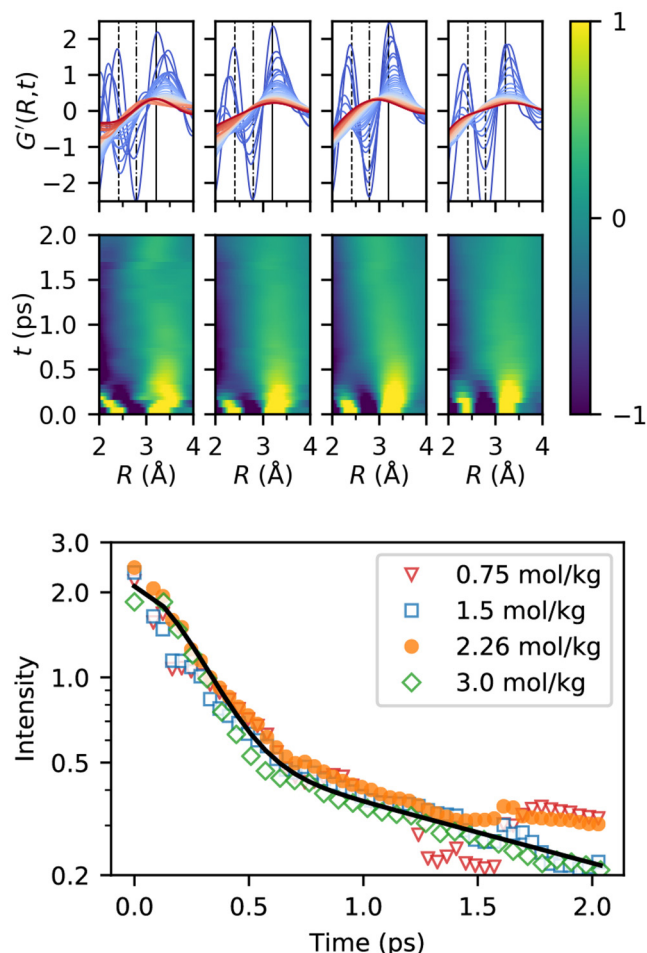 2
1
0
−1
−2
G′(R, t)
1
0
−1
2.0
1.5
1.0
0.5
0.0
t (ps)
2 3 4 2 3 4 2 3 4 2 3 4
R (Å) R (Å) R (Å) R (Å)
3.0
2.0
1.0
0.5
0.2
Intensity
0.75 mol/kg
1.5 mol/kg
2.26 mol/kg
3.0 mol/kg
0.0 0.5 1.0 1.5 2.0
Time (ps)